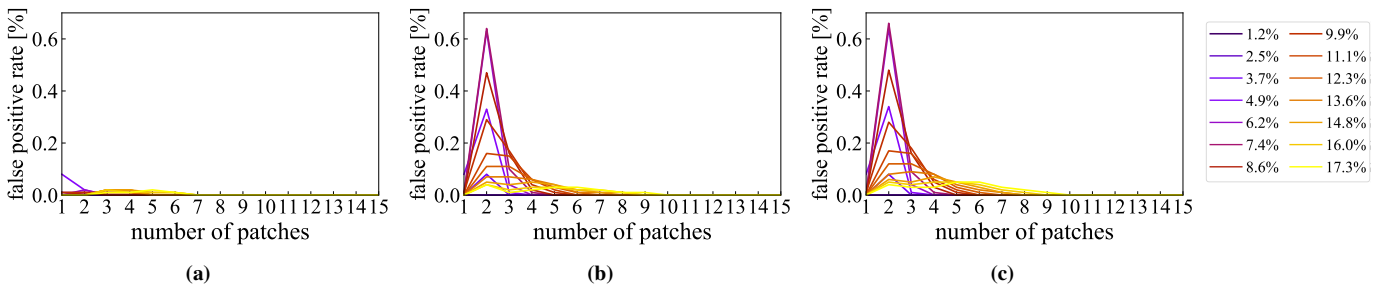 false positive rate [%]
0.6
0.4
0.2
0.0
1 2 3 4 5 6 7 8 9 10 11 12 13 14 15
number of patches
(a)
false positive rate [%]
0.6
0.4
0.2
0.0
1 2 3 4 5 6 7 8 9 10 11 12 13 14 15
number of patches
(b)
false positive rate [%]
0.6
0.4
0.2
0.0
1 2 3 4 5 6 7 8 9 10 11 12 13 14 15
number of patches
(c)
1.2% 9.9%
2.5% 11.1%
3.7% 12.3%
4.9% 13.6%
6.2% 14.8%
7.4% 16.0%
8.6% 17.3%